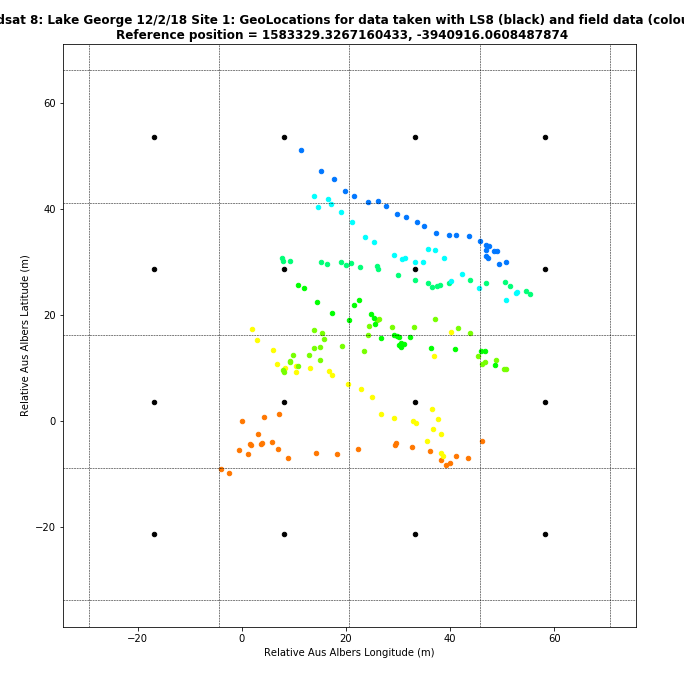 dsat 8: Lake George 12/2/18 Site 1: GeoLocations for data taken with LS8 (black) and field data (colou
Reference position = 1583329.3267160433, -3940916.0608487874
60
40
20
0
−20
Relative Aus Albers Latitude (m)
−20 0 20 40 60
Relative Aus Albers Longitude (m)